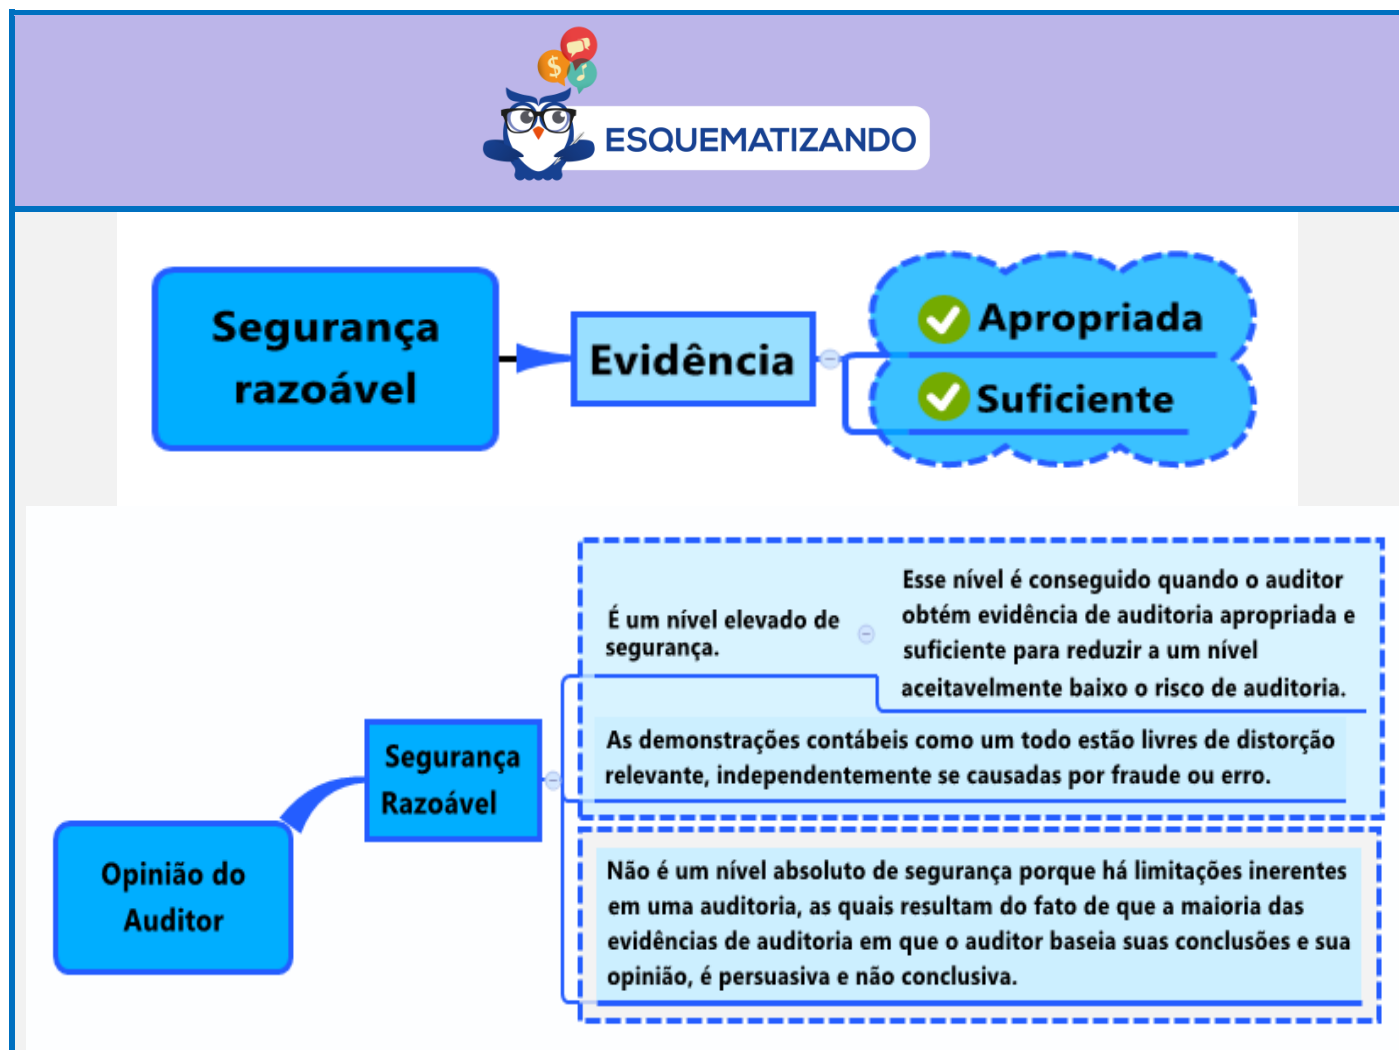 ESQUEMATIZANDO
Segurança
razoável
Evidência
Apropriada
Suficiente
É um nível elevado de
segurança.
Esse nível é conseguido quando o auditor
obtém evidência de auditoria apropriada e
suficiente para reduzir a um nível
aceitavelmente baixo o risco de auditoria.
As demonstrações contábeis como um todo estão livres de distorção
relevante, independentemente se causadas por fraude ou erro.
Segurança
Razoável
Opinião do
Auditor
Não é um nível absoluto de segurança porque há limitações inerentes
em uma auditoria, as quais resultam do fato de que a maioria das
evidências de auditoria em que o auditor baseia suas conclusões e sua
opinião, é persuasiva e não conclusiva.